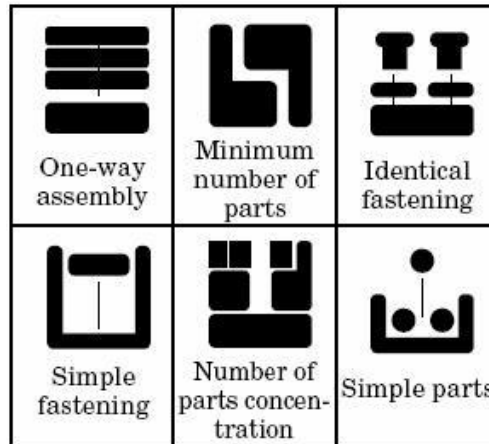 One-way
assembly
Minimum
number of
parts
Identical
fastening
Simple
fastening
Number of
parts concen-
tration
Simple parts